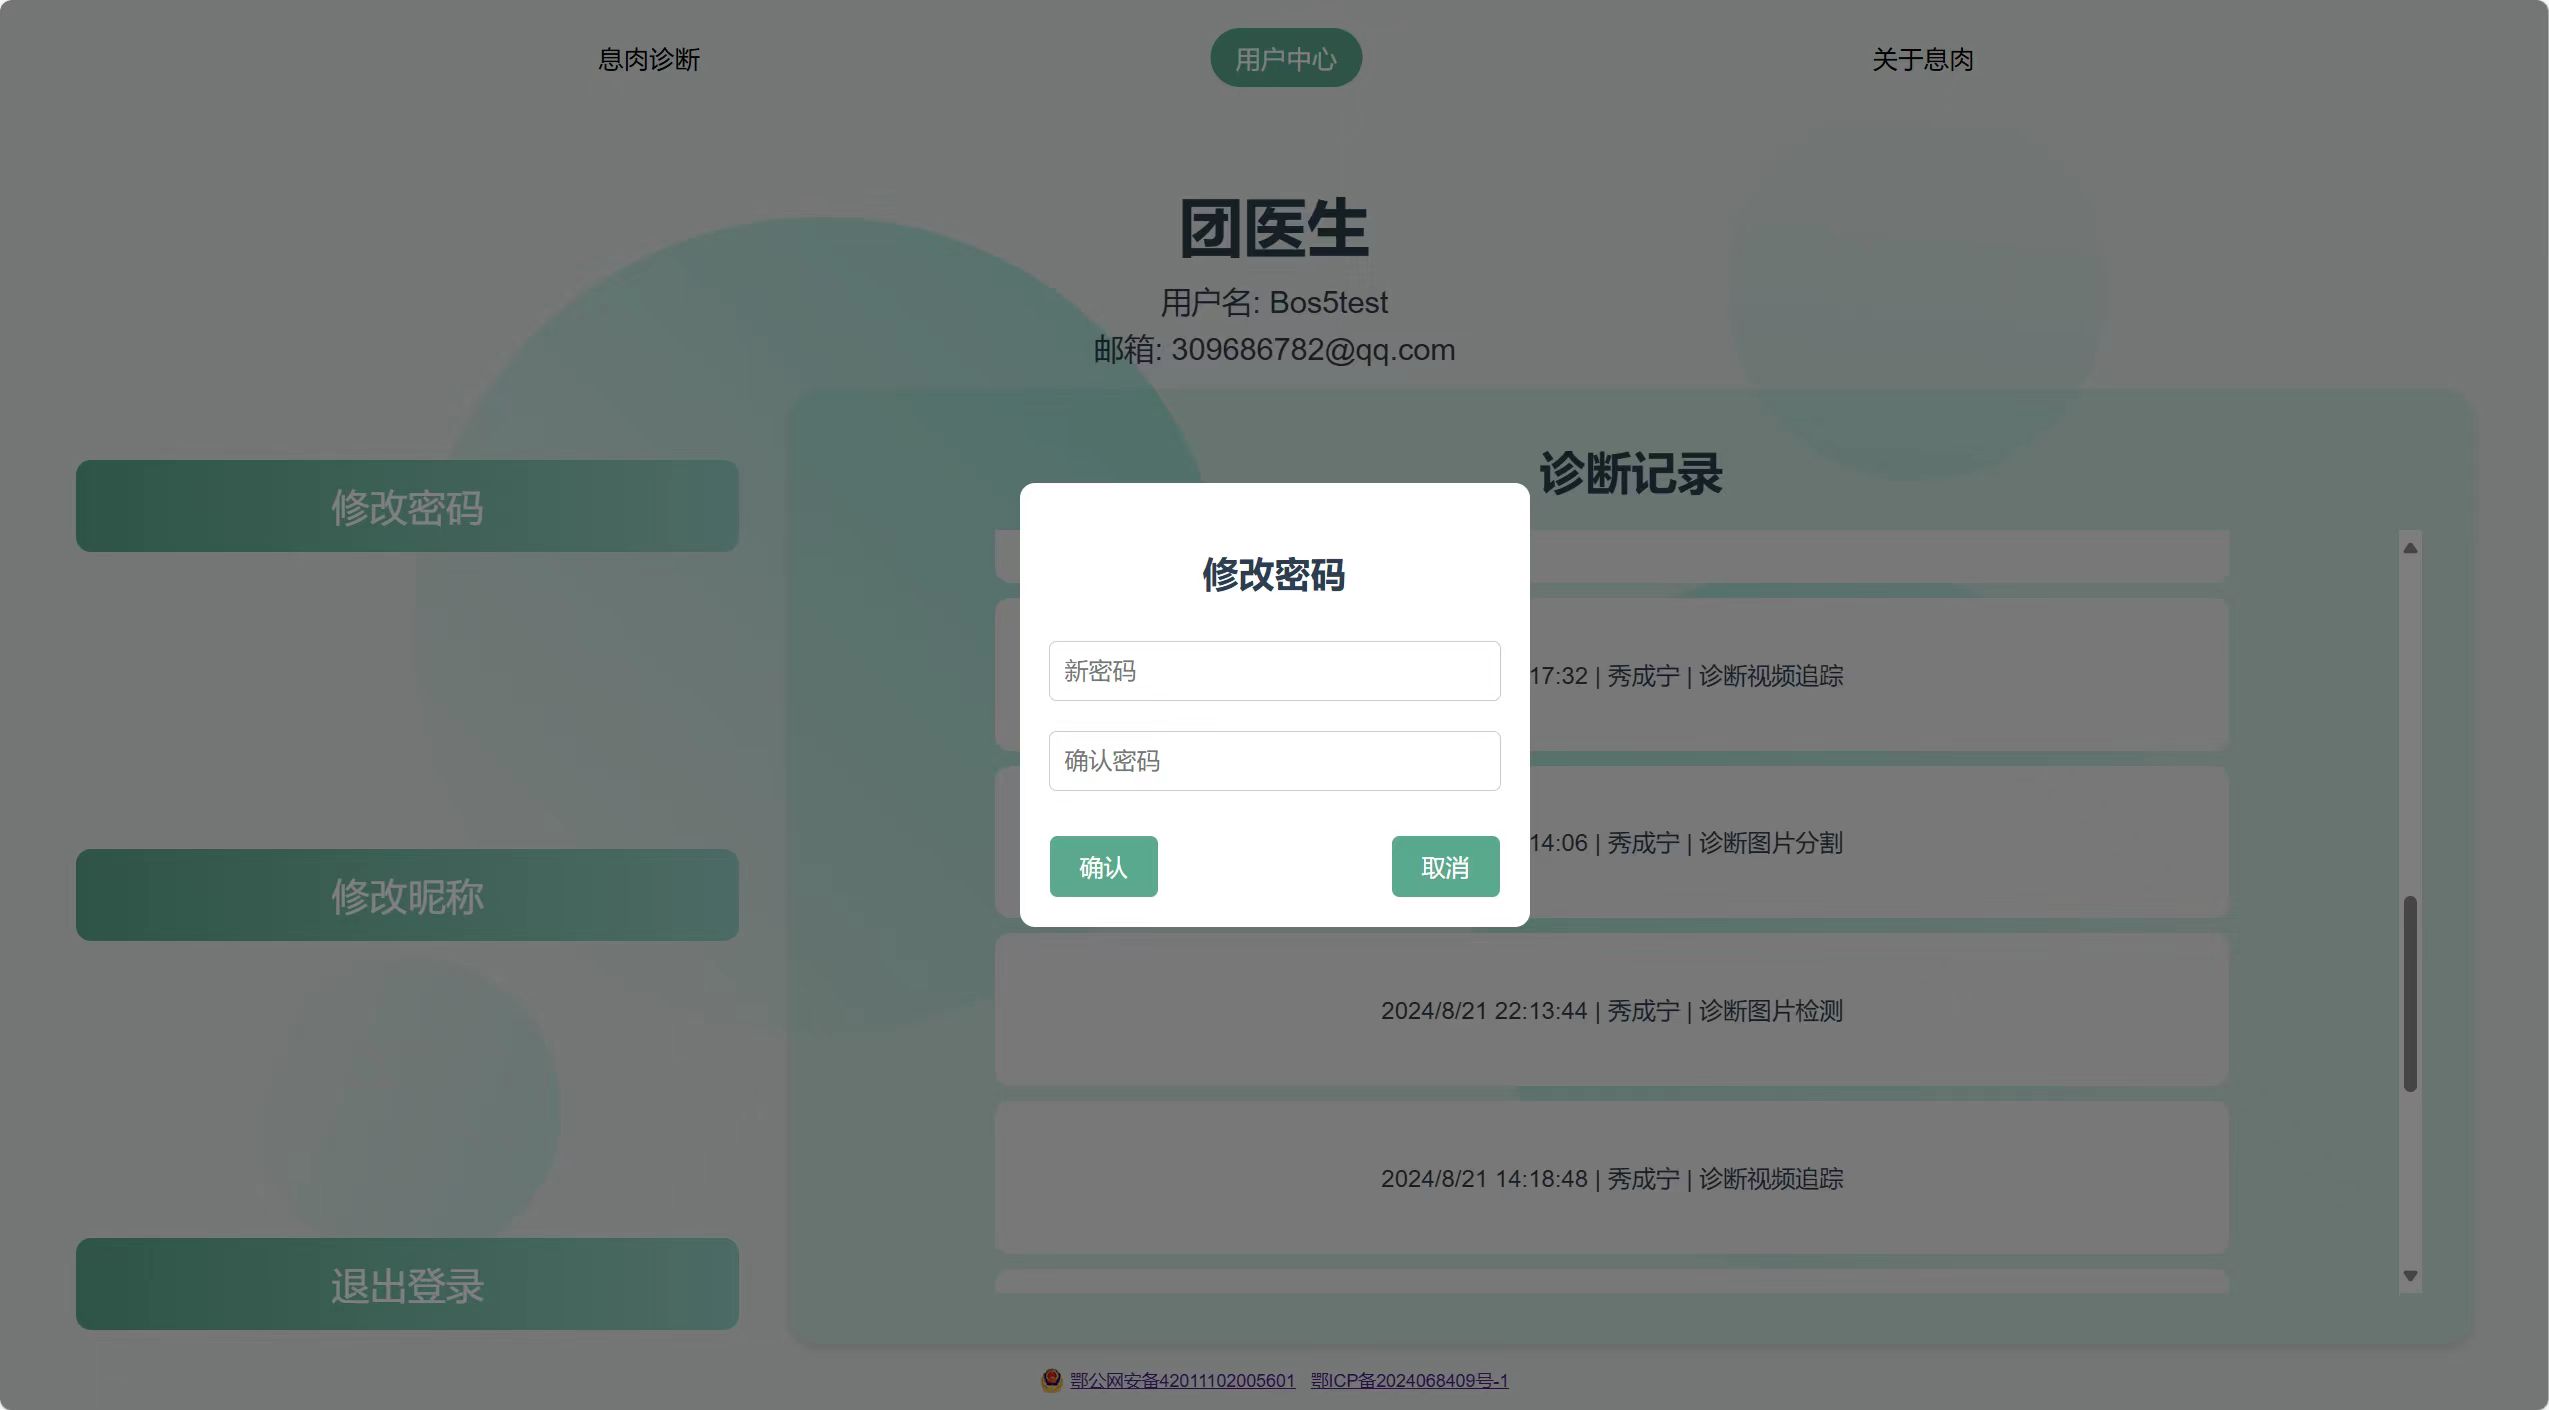 息肉诊断
用户中心
关于息肉
团医生
用户名: Bos5test
邮箱: 309686782@qq.com
修改密码
修改昵称
退出登录
诊断记录
17:32 | 秀成宁 | 诊断视频追踪
14:06 | 秀成宁 | 诊断图片分割
2024/8/21 22:13:44 | 秀成宁 | 诊断图片检测
2024/8/21 14:18:48 | 秀成宁 | 诊断视频追踪
修改密码
新密码
确认密码
确认
取消
鄂公网安备42011102005601 鄂ICP备2024068409号-1